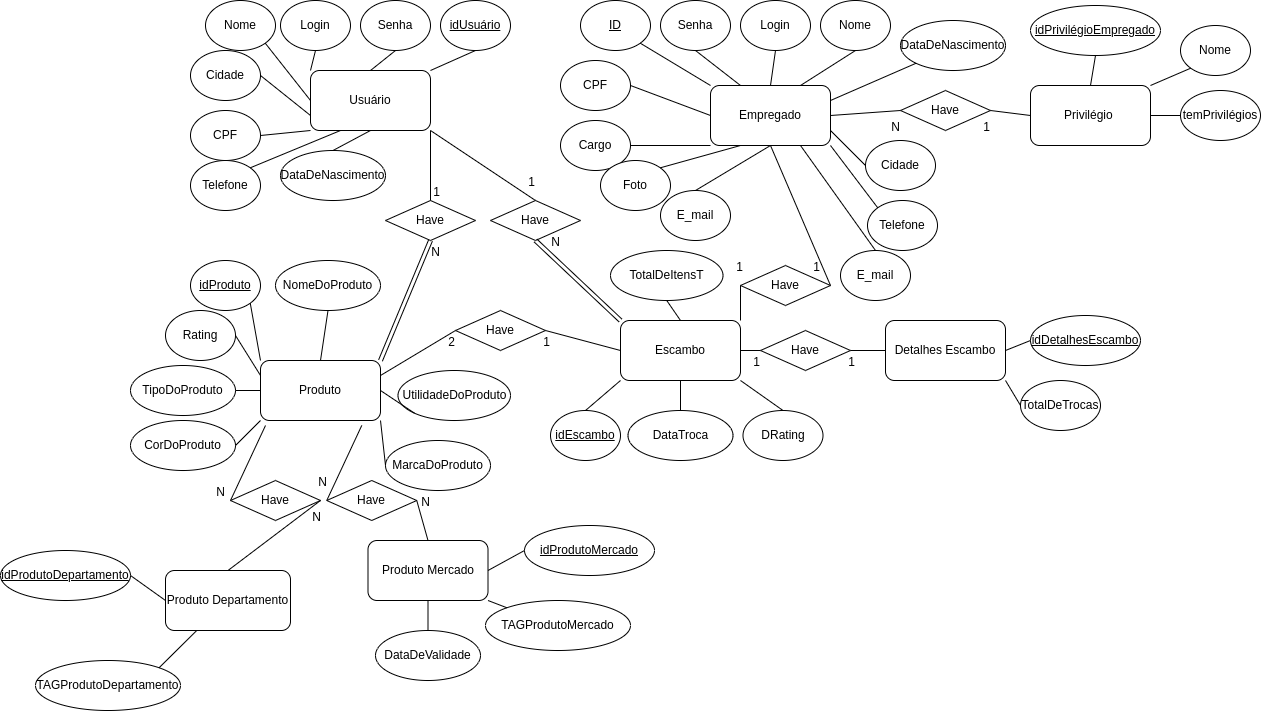 Nome
Login
Senha
idUsuário
ID
Senha
Login
Nome
DataDeNascimento
idPrivilégioEmpregado
Nome
Cidade
Usuário
CPF
Empregado
Have
N
1
Privilégio
temPrivilégios
CPF
Telefone
DataDeNascimento
Cargo
Foto
E_mail
Cidade
Telefone
E_mail
1
Have
N
1
Have
N
idProduto
NomeDoProduto
TotalDeItensT
1
Have
1
Rating
Have
2
1
Escambo
Have
1
1
Detalhes Escambo
idDetalhesEscambo
TipoDoProduto
Produto
UtilidadeDoProduto
TotalDeTrocas
CorDoProduto
MarcaDoProduto
idEscambo
DataTroca
DRating
N
Have
N
N
Have
N
idProdutoMercado
idProdutoDepartamento
Produto Departamento
Produto Mercado
TAGProdutoMercado
DataDeValidade
TAGProdutoDepartamento